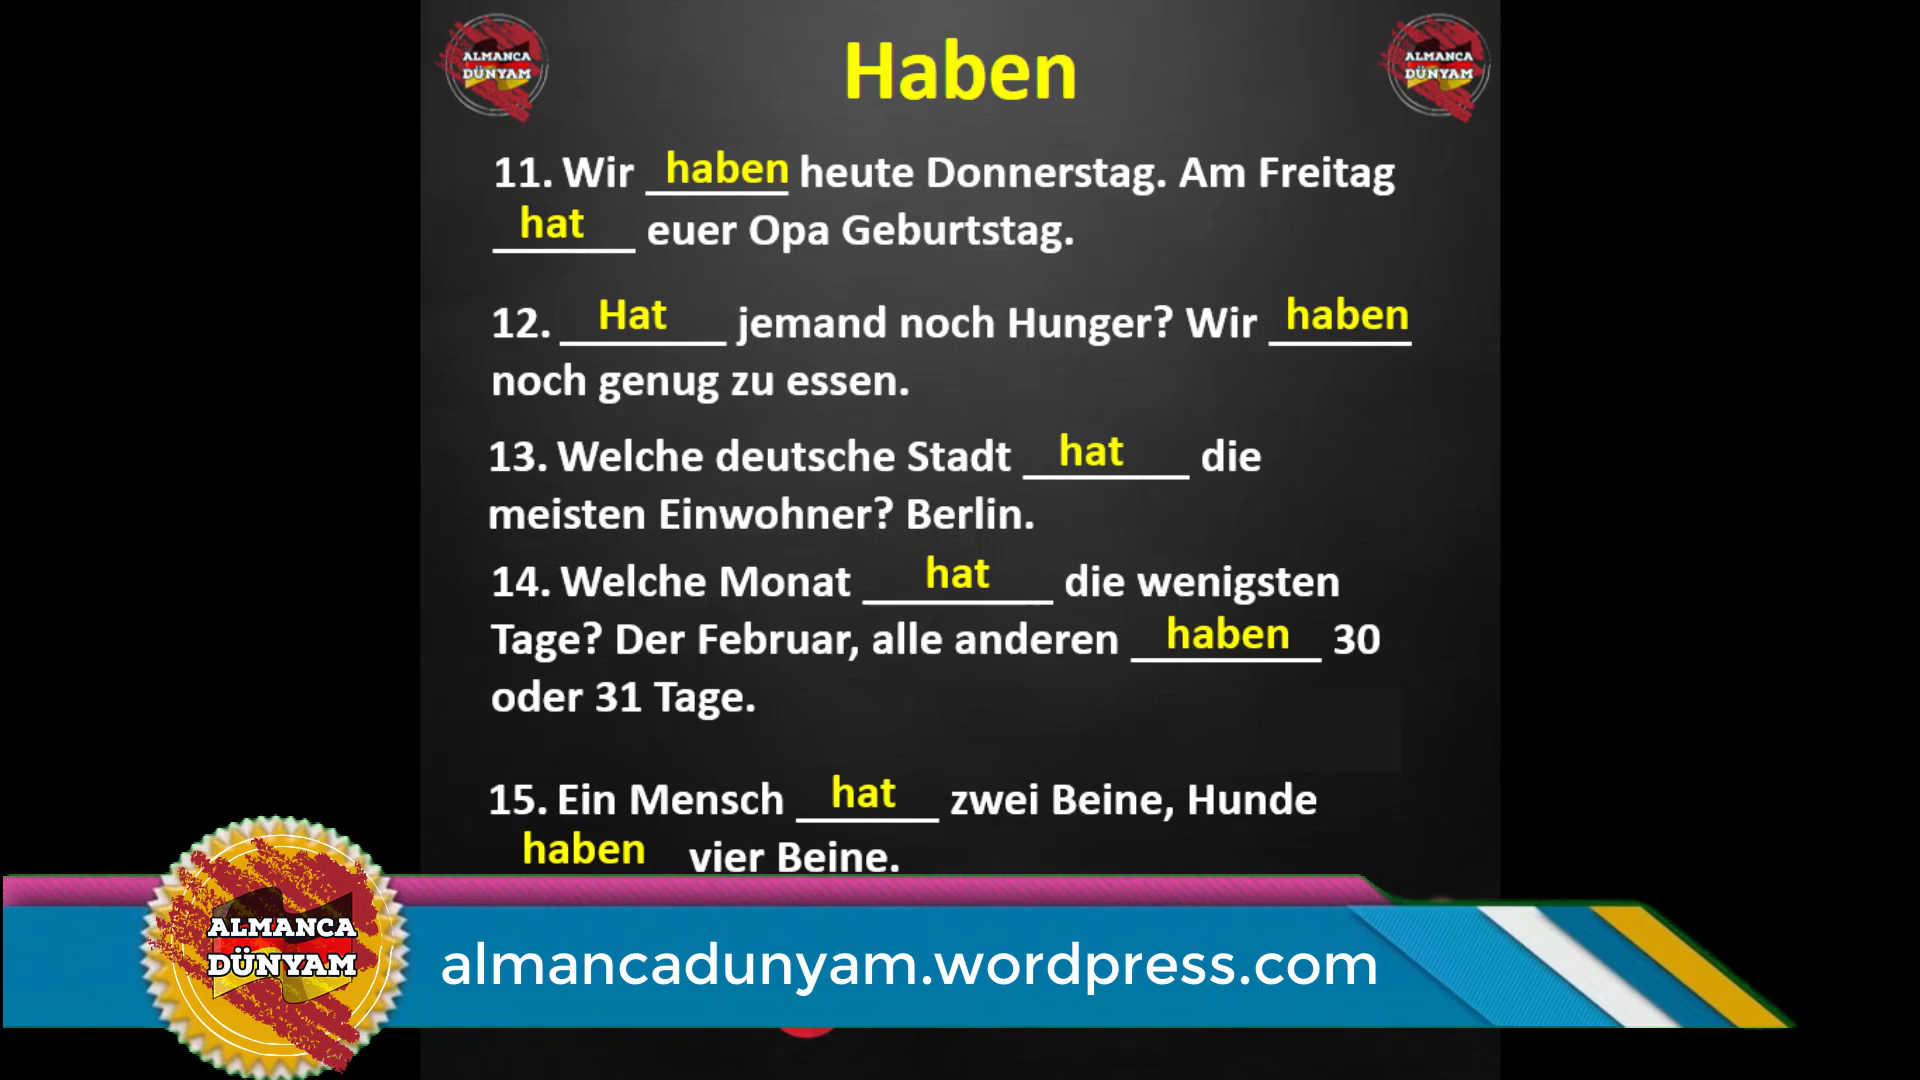 ALMANCA
DÜNYAM
Haben
ALMANCA
DÜNYAM
11. Wir haben heute Donnerstag. Am Freitag
hat euer Opa Geburtstag.
12. Hat jemand noch Hunger? Wir haben
noch genug zu essen.
13. Welche deutsche Stadt hat die
meisten Einwohner? Berlin.
14. Welche Monat hat die wenigsten
Tage? Der Februar, alle anderen haben 30
oder 31 Tage.
15. Ein Mensch hat zwei Beine, Hunde
haben vier Beine.
ALMANCA
DÜNYAM
almancadunyam.wordpress.com